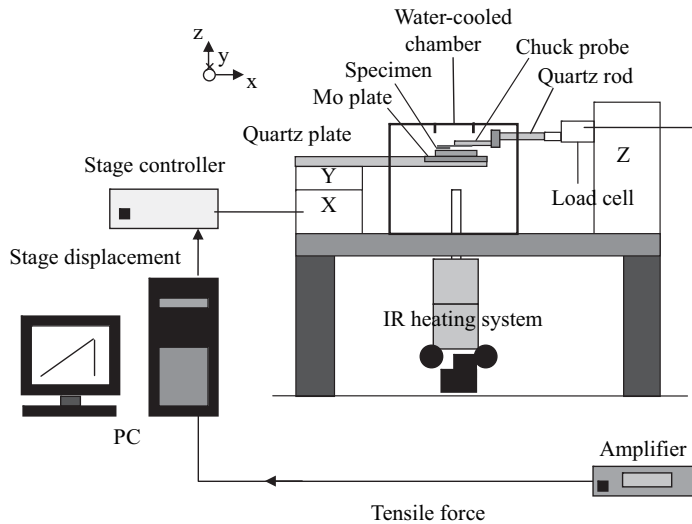 Water-cooled
chamber
z
y
x
Chuck probe
Specimen
Quartz rod
Mo plate
Quartz plate
Z
Stage controller
Y
X
Load cell
Stage displacement
IR heating system
PC
Amplifier
Tensile force